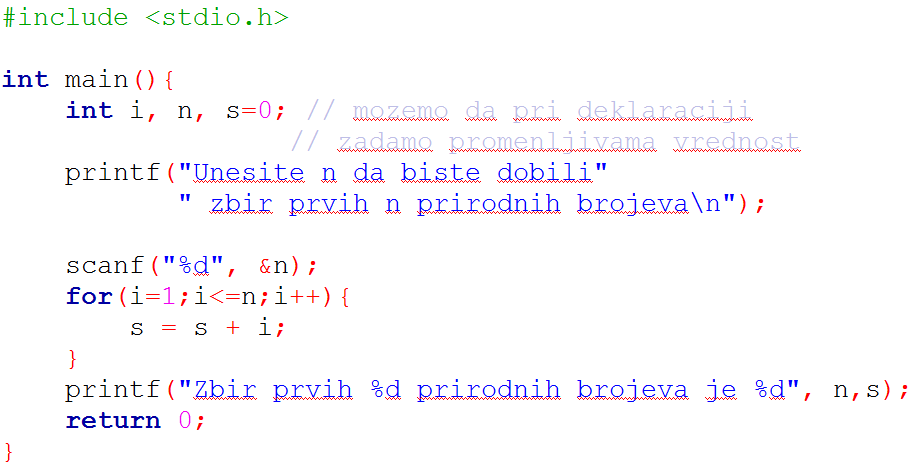 #include <stdio.h>
int main(){
int i, n, s=0; // mozemo da pri deklaraciji
// zadamo promenljivama vrednost
printf("Unesite n da biste dobili"
" zbir prvih n prirodnih brojeva\n");
scanf("%d", &n);
for(i=1;i<=n;i++){
s = s + i;
}
printf("Zbir prvih %d prirodnih brojeva je %d", n,s);
return 0;
}